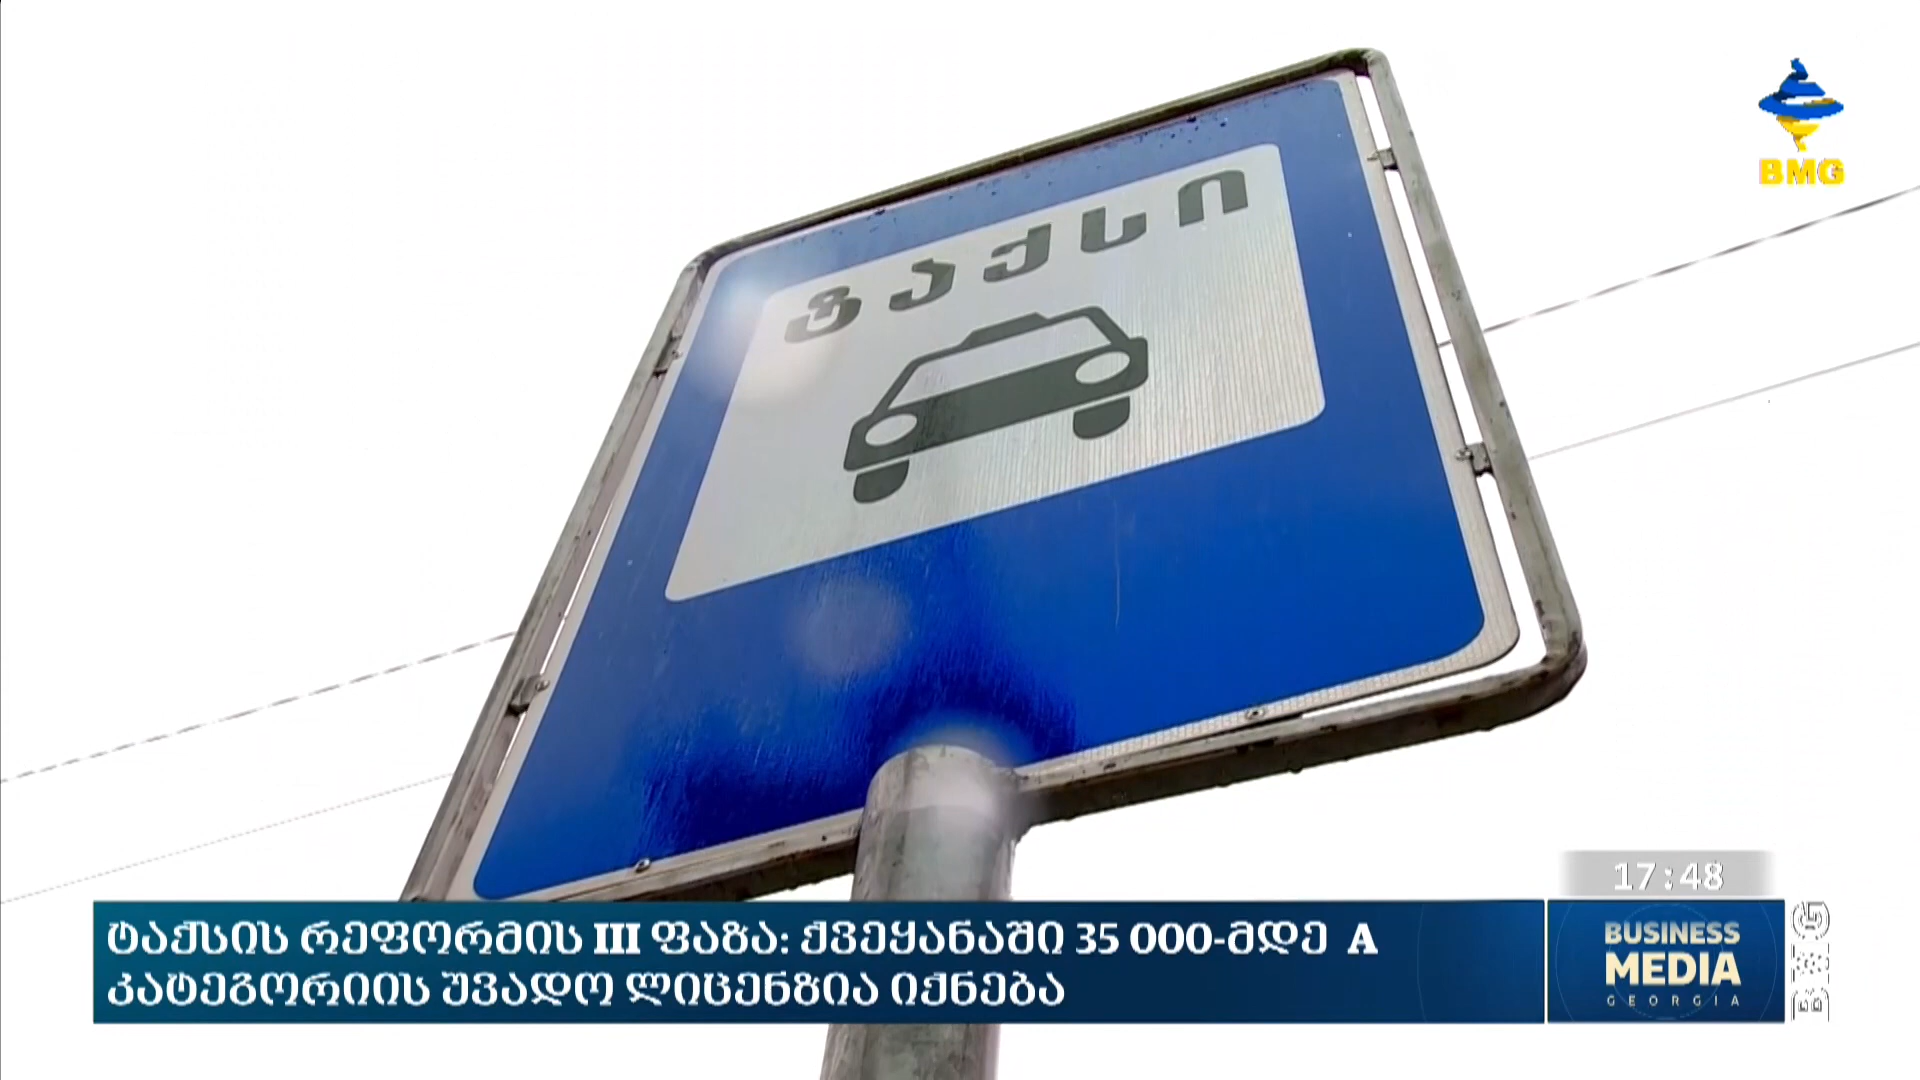 BMG
ტაქსი
17:48
ტაქსის რეფორმის III ფაზა: ქვეყანაში 35 000-მდე A
კატეგორიის უვადო ლიცენზია იქნება
BUSINESS
MEDIA
GEORGIA
BMG